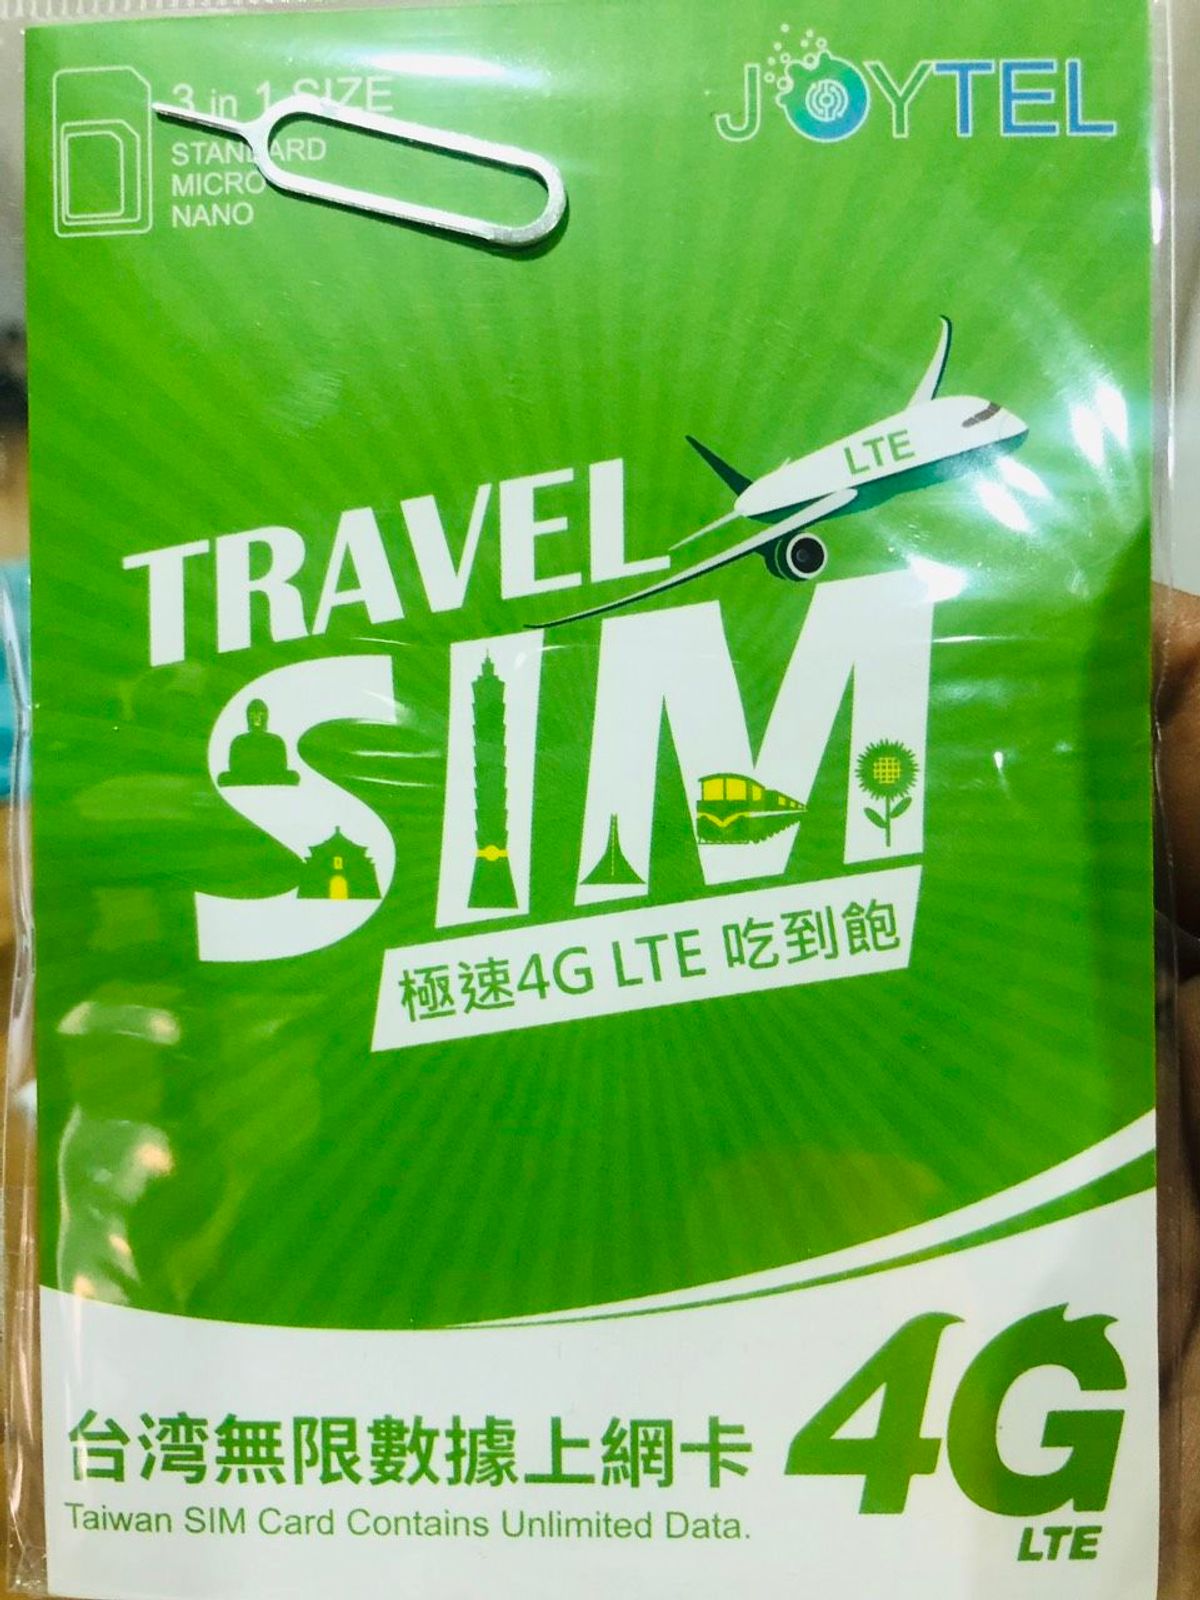 3 in 1 SIZE
STANDARD
MICRO
NANO
JOYTEL
LTE
TRAVEL
SIM
極速4G LTE 吃到飽
台湾無限數據上網卡
Taiwan SIM Card Contains Unlimited Data.
4G
LTE